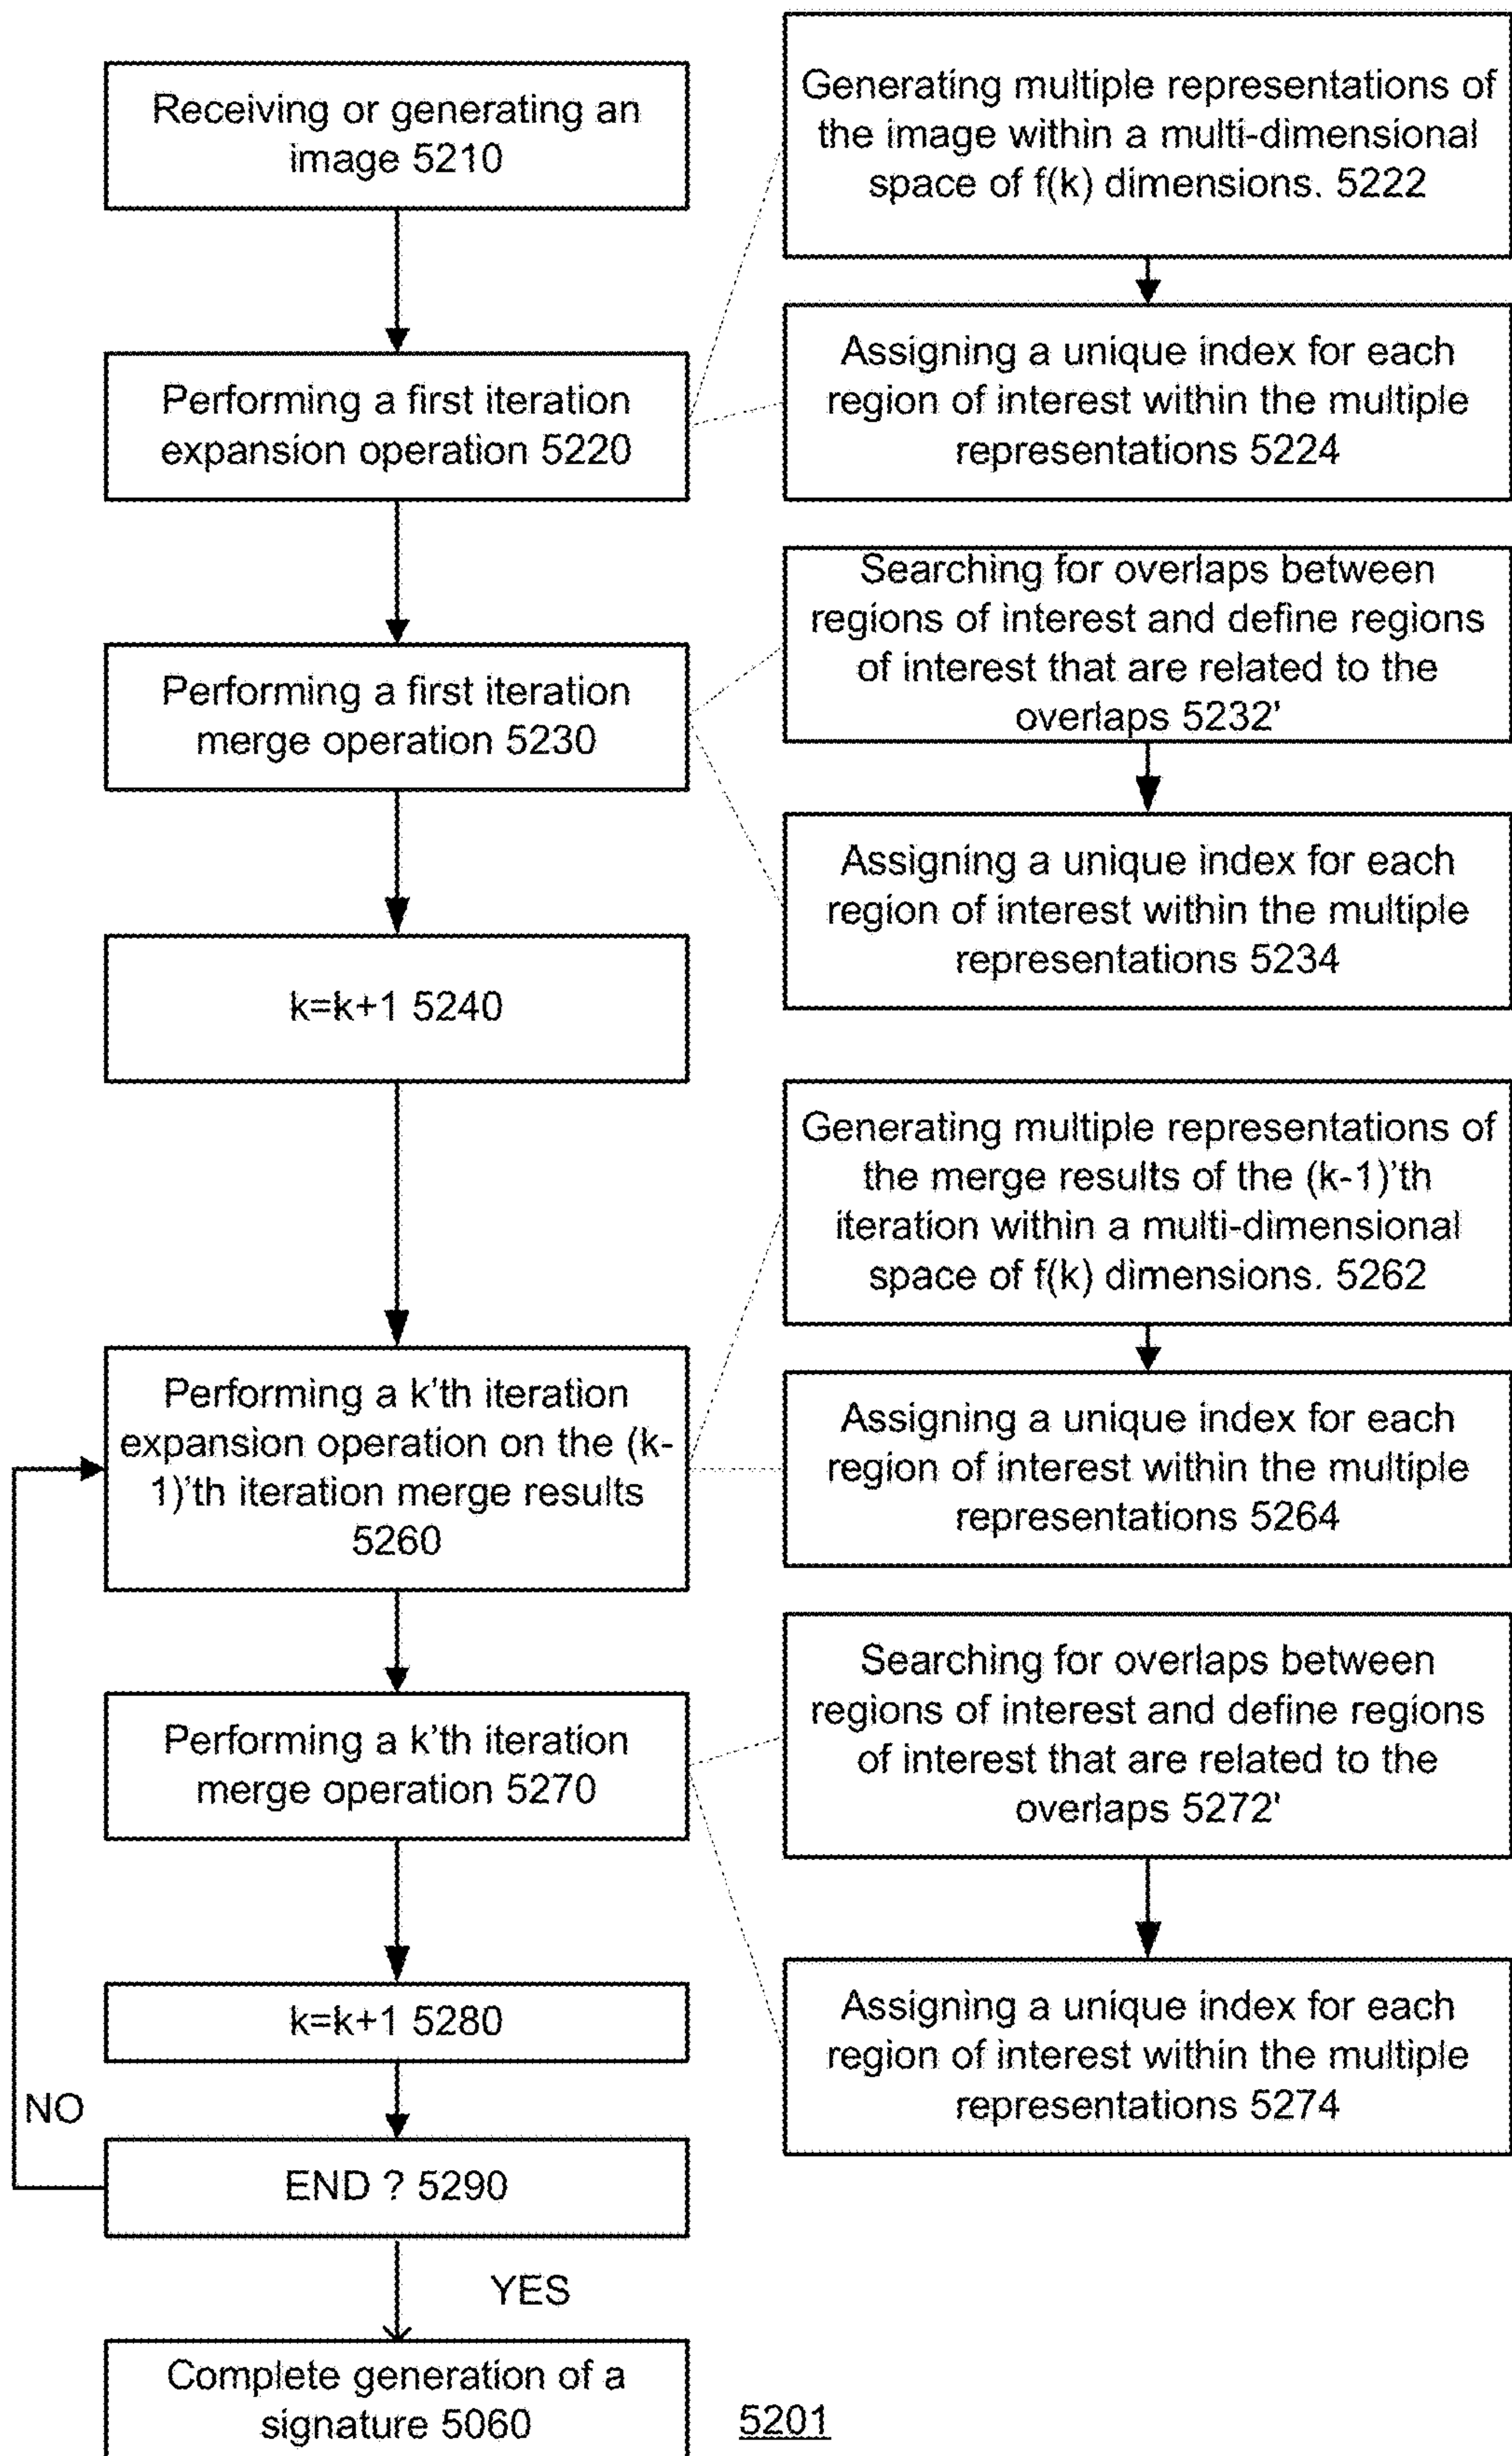 Receiving or generating an
image 5210
Generating multiple representations of
the image within a multi-dimensional
space of f(k) dimensions. 5222
Performing a first iteration
expansion operation 5220
Assigning a unique index for each
region of interest within the multiple
representations 5224
Performing a first iteration
merge operation 5230
Searching for overlaps between
regions of interest and define regions
of interest that are related to the
overlaps 5232'
Assigning a unique index for each
region of interest within the multiple
representations 5234
k=k+1 5240
Generating multiple representations of
the merge results of the (k-1)'th
iteration within a multi-dimensional
space of f(k) dimensions. 5262
Performing a k'th iteration
expansion operation on the (k-
1)'th iteration merge results
5260
Assigning a unique index for each
region of interest within the multiple
representations 5264
Performing a k'th iteration
merge operation 5270
Searching for overlaps between
regions of interest and define regions
of interest that are related to the
overlaps 5272'
k=k+1 5280
Assigning a unique index for each
region of interest within the multiple
representations 5274
NO
END ? 5290
YES
Complete generation of a
signature 5060
5201